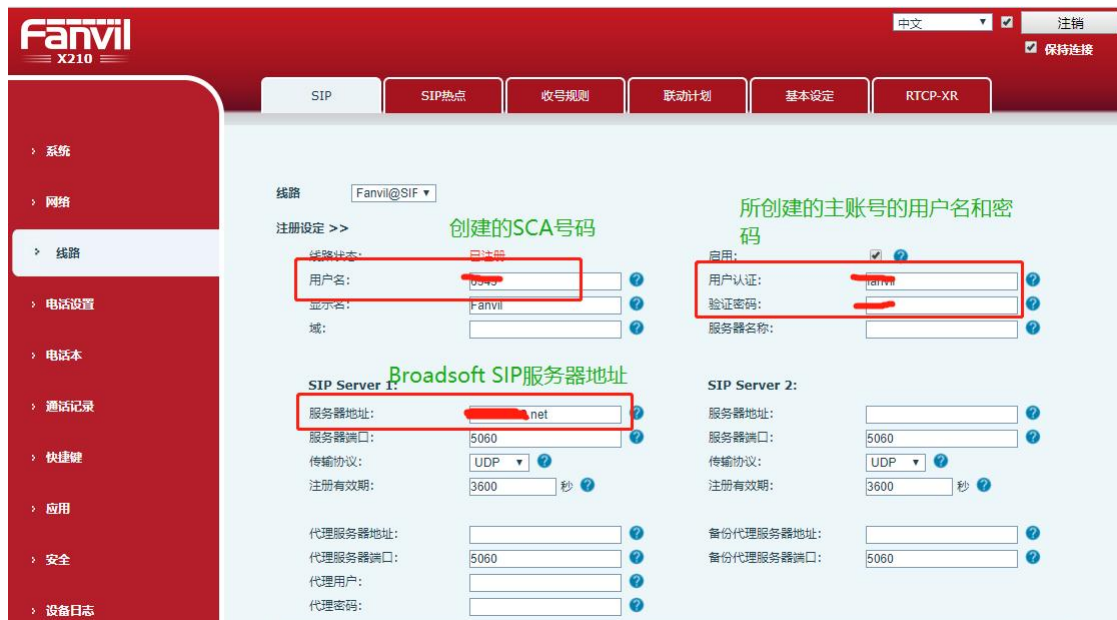 Fanvil
X210
中文
注销
保持连接
SIP
SIP热点
收号规则
联动计划
基本设定
RTCP-XR
系统
网络
线路
电话设置
电话本
通话记录
快捷键
应用
安全
设备日志
线路 Fanvil@SIF
注册设定 >>
创建的SCA号码
所创建的主账号的用户名和密
码
线路状态: 已注册 启用:
用户名: 用户认证:
显示名: Fanvil 验证密码:
域: 服务器名称:
Broadsoft SIP服务器地址
SIP Server 1: SIP Server 2:
服务器地址: .net 服务器地址:
服务器端口: 5060 服务器端口: 5060
传输协议: UDP 传输协议: UDP
注册有效期: 3600 秒 注册有效期: 3600 秒
代理服务器地址: 备份代理服务器地址:
代理服务器端口: 5060 备份代理服务器端口: 5060
代理用户:
代理密码: